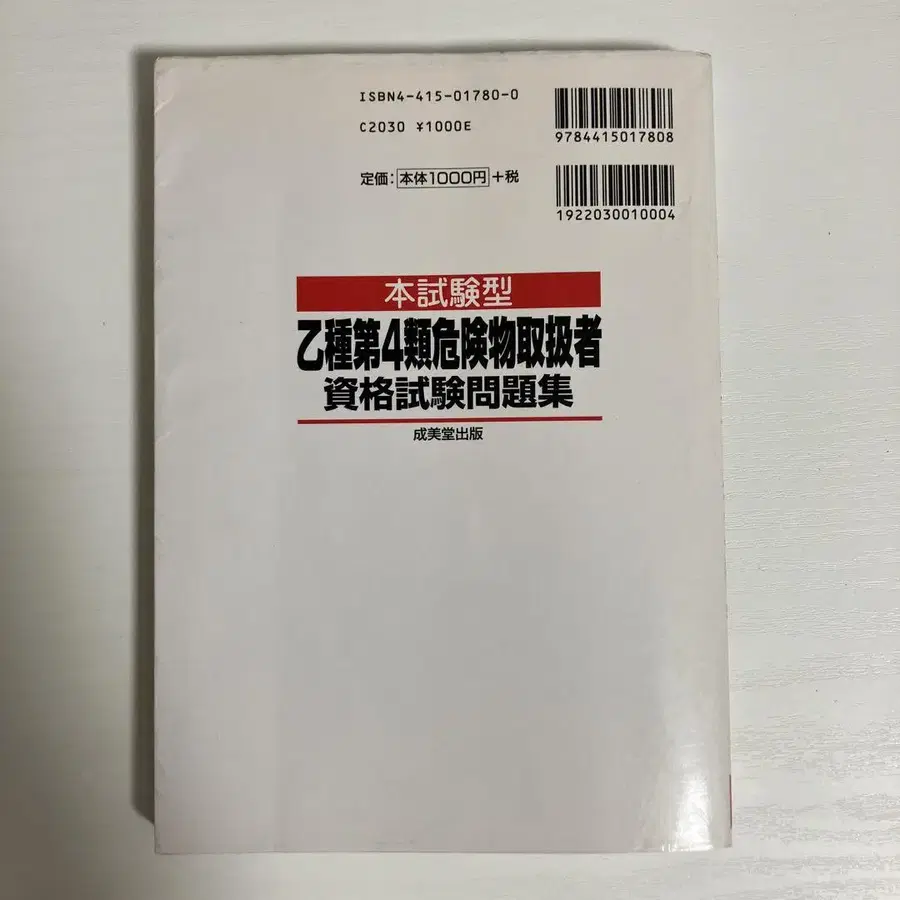 ISBN4-415-01780-0
C2030 ¥1000E
定価：本体1000円＋税
9784415017808
1922030010004
本試験型
乙種第4類危険物取扱者
資格試験問題集
成美堂出版